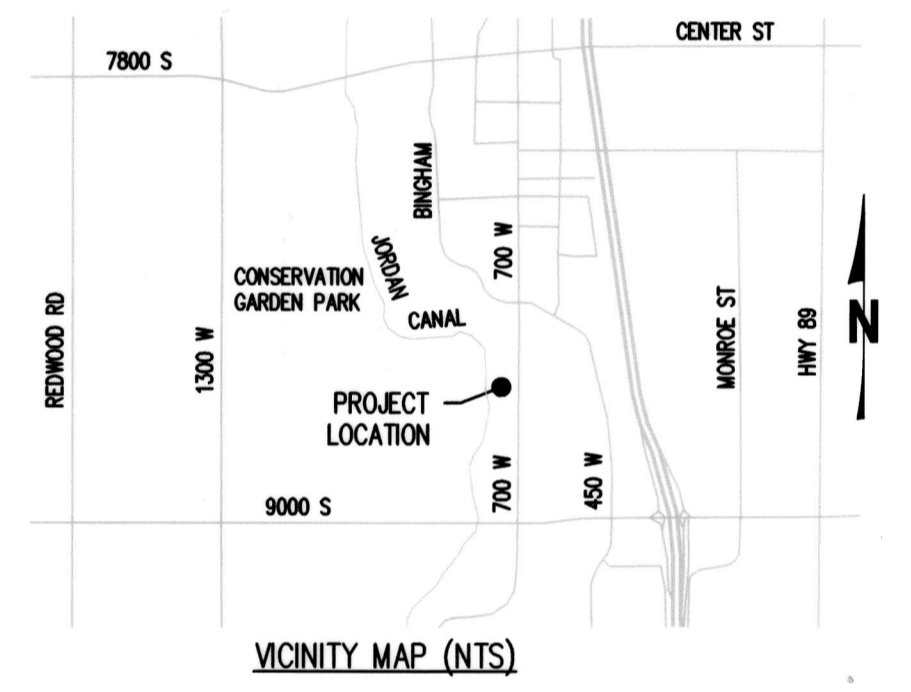 CENTER ST
7800 S
BINGHAM
JORDAN
CANAL
700 W
CONSERVATION
GARDEN PARK
REDWOOD RD
1300 W
MONROE ST
HWY 89
N
PROJECT
LOCATION
700 W
450 W
9000 S
VICINITY MAP (NTS)